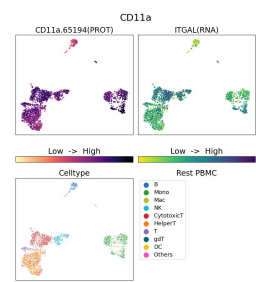 CD11a
CD11a.65194(PROT)
ITGAL(RNA)
Low -> High
Low -> High
Celltype
Rest PBMC
B
Mono
Mac
NK
CytotoxicT
HelperT
T
gdT
DC
Others